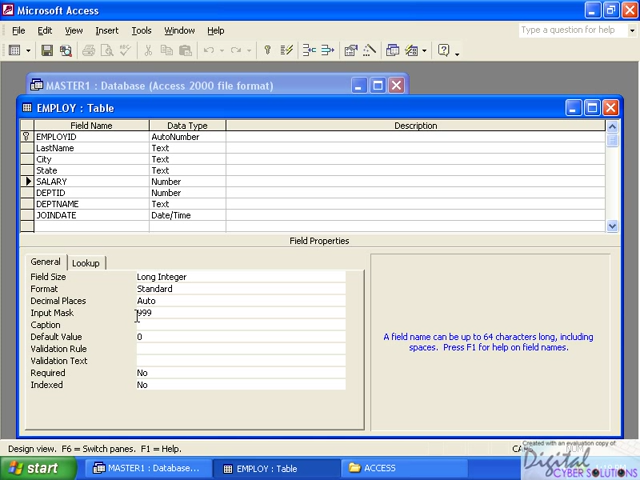 Microsoft Access
File Edit View Insert Tools Window Help
Type a question for help
MASTER1 : Database (Access 2000 file format)
EMPLOY : Table
Field Name Data Type Description
EMPLOYID AutoNumber
LastName Text
City Text
State Text
SALARY Number
DEPTID Number
DEPTNAME Text
JOINDATE Date/Time
Field Properties
General Lookup
Field Size Long Integer
Format Standard
Decimal Places Auto
Input Mask 999
Caption
Default Value 0
Validation Rule
Validation Text
Required No
Indexed No
A field name can be up to 64 characters long, including
spaces. Press F1 for help on field names.
Design view. F6 = Switch panes. F1 = Help.
NUM
Created with an evaluation copy of
start MASTER1 : Database... EMPLOY : Table ACCESS
Digital
CYBER SOLUTIONS